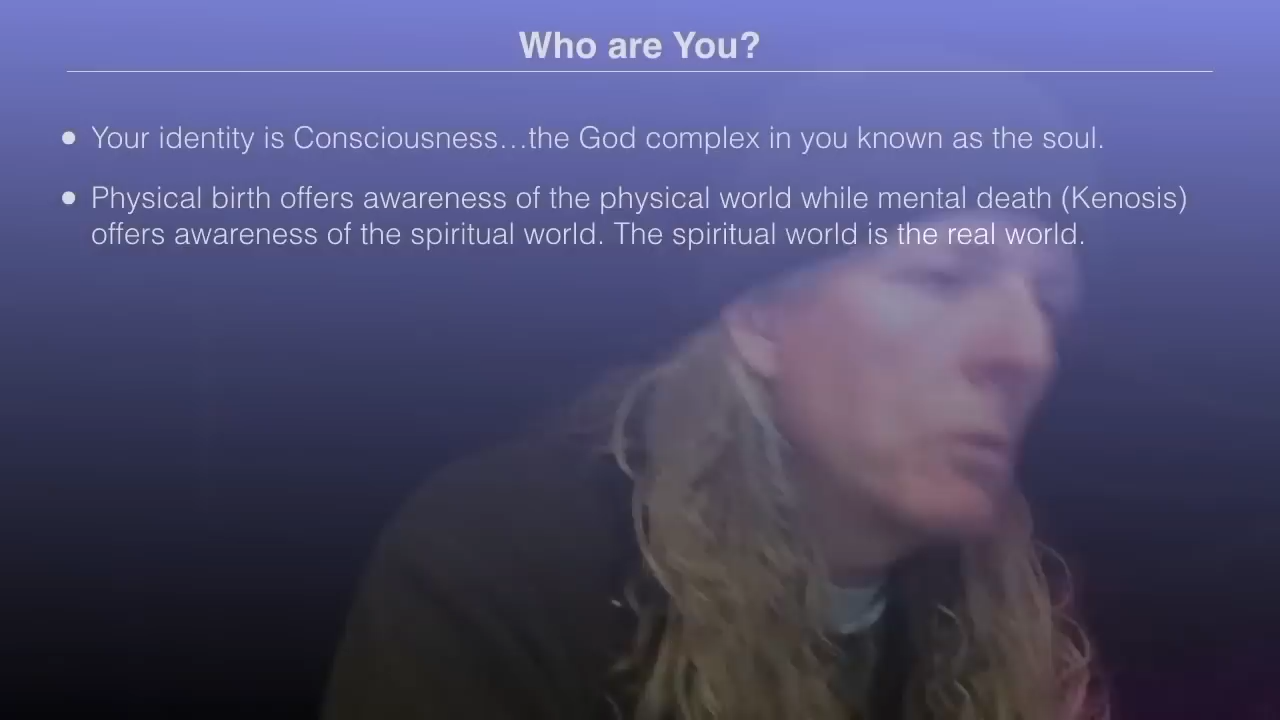 Who are You?
Your identity is Consciousness…the God complex in you known as the soul.
Physical birth offers awareness of the physical world while mental death (Kenosis)
offers awareness of the spiritual world. The spiritual world is the real world.